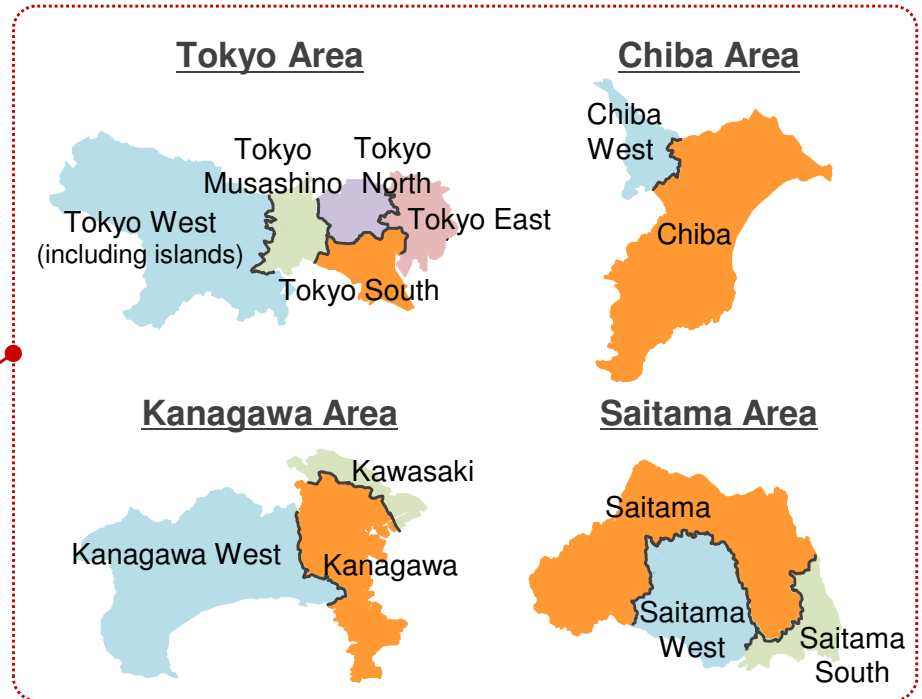 Tokyo Area
Tokyo
Musashino
Tokyo
North
Tokyo East
Tokyo West
(including islands)
Tokyo South
Chiba Area
Chiba
West
Chiba
Kanagawa Area
Kawasaki
Kanagawa West
Kanagawa
Saitama Area
Saitama
Saitama
West
Saitama
South